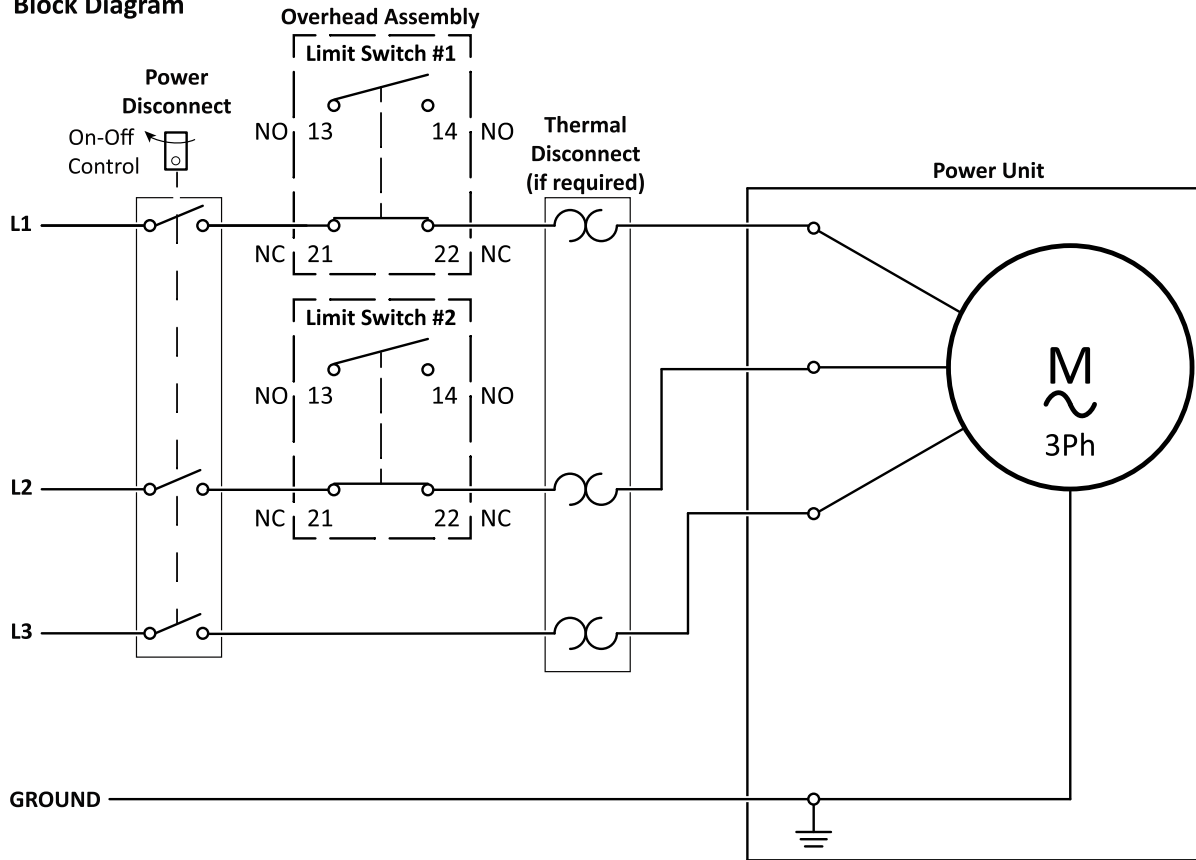 Block Diagram
Overhead Assembly
Limit Switch #1
Power
Disconnect
On-Off
Control
NO 13 14 NO
Thermal
Disconnect
(if required)
Power Unit
L1
NC 21 22 NC
Limit Switch #2
NO 13 14 NO
M
3Ph
L2
NC 21 22 NC
L3
GROUND